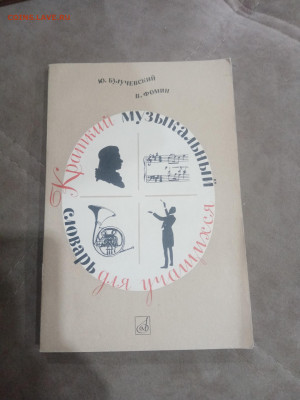 Ю. Булучевский
В. Фомин
Краткий музыкальный
словарь для учащихся